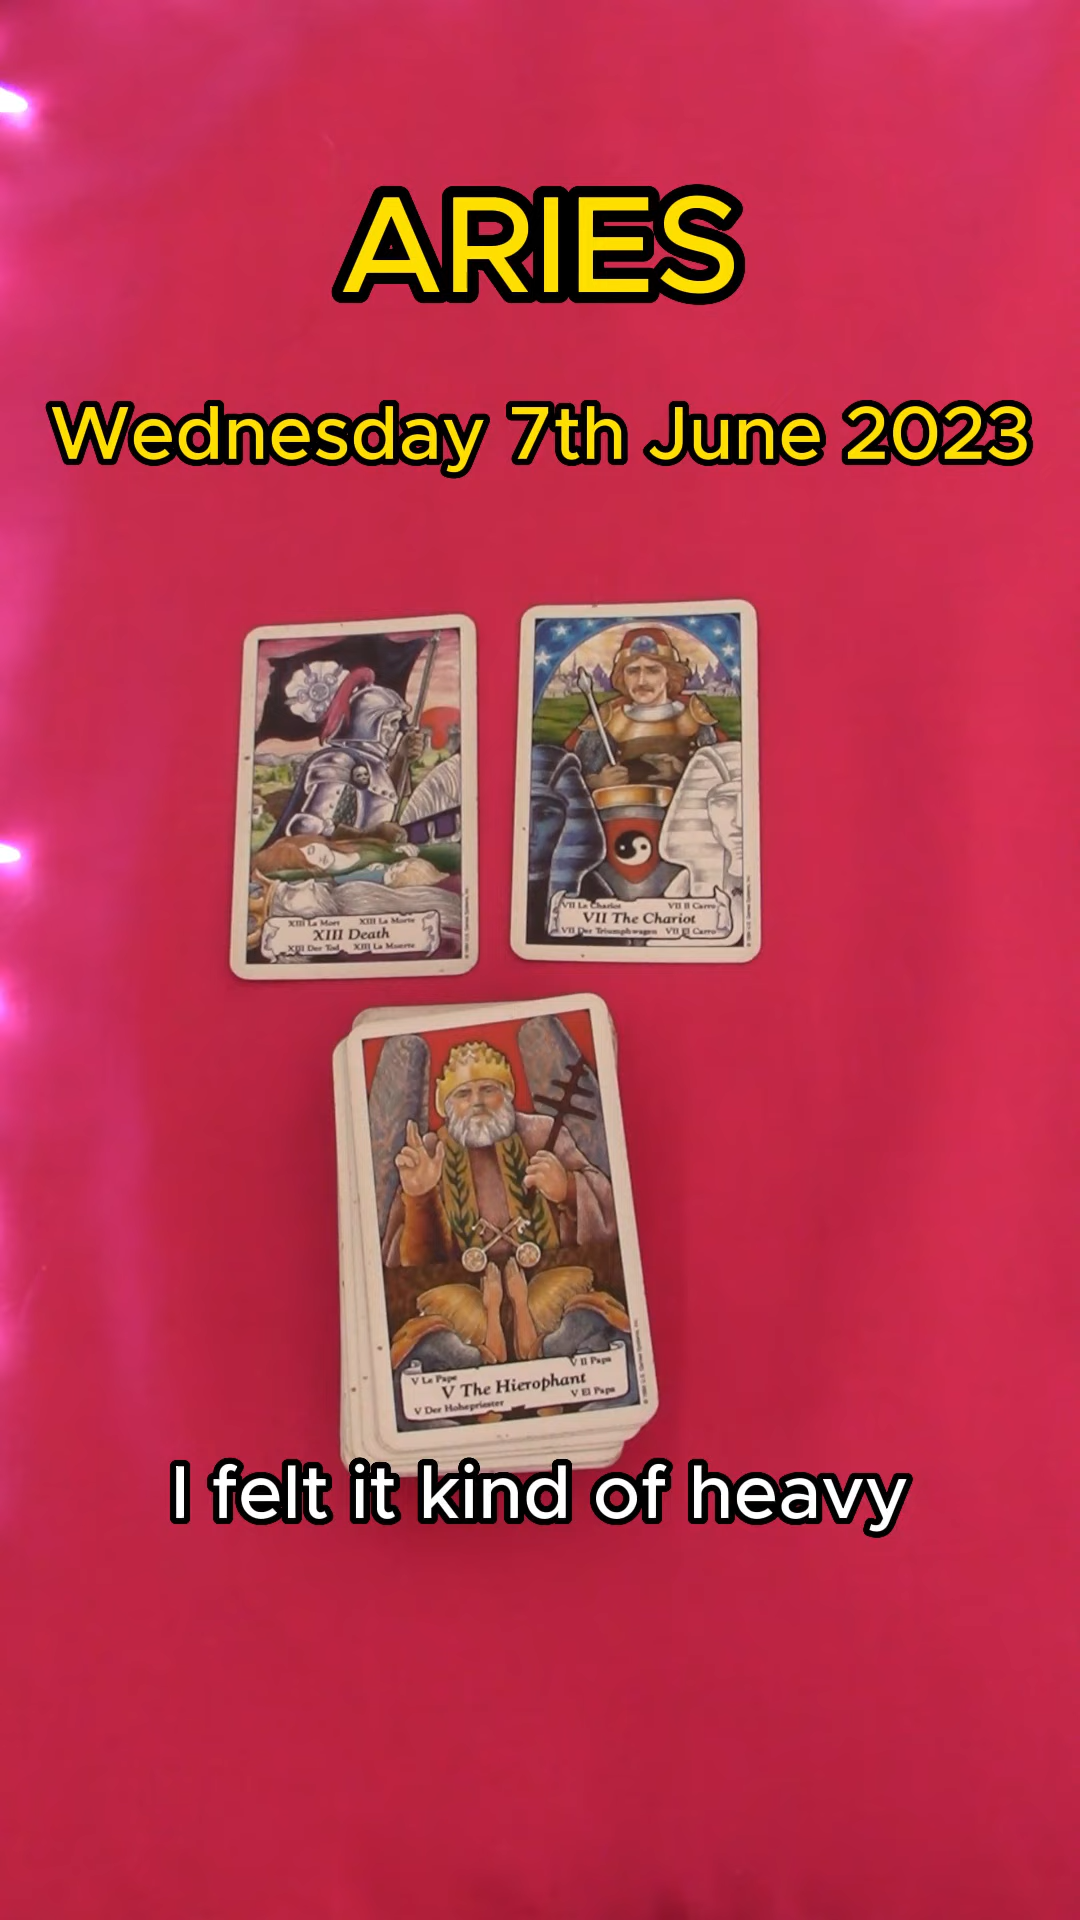 ARIES
Wednesday 7th June 2023
XIII La Mort XIII La Morte
XIII Death
XIII Der Tod XIII La Muerte
VII Le Chariot VII Il Carro
VII The Chariot
VII Der Triumphwagen VII El Carro
V Le Pape V Il Papa
V The Hierophant
V Der Hohepriester V El Papa
I felt it kind of heavy